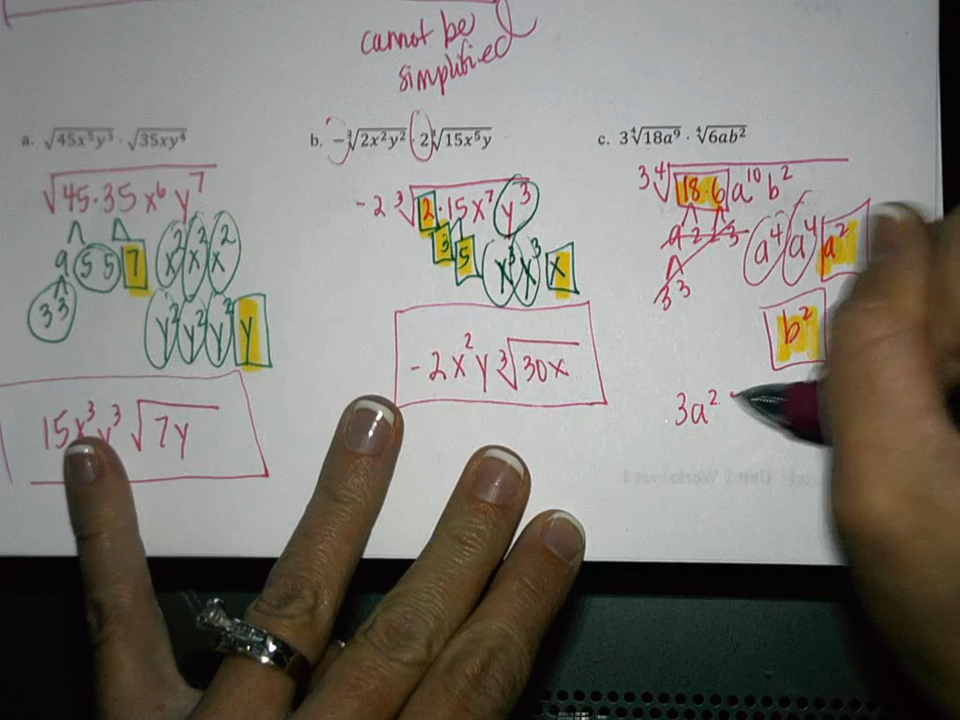 cannot be
simplified
a. √45x⁵y³ · √35xy⁴
b. -∛2x²y² · 2∛15x⁵y
c. 3∜18a⁹ · ∜6ab²
√45·35 x⁶ y⁷
9 5 5 7 x² x² x²
3 3
y² y² y² y
15x³y³ √7y
-2 ∛2·15x⁷ y³
3 5 x³ x³ x
-2x²y ∛30x
3 ∜18·6 a¹⁰ b²
9 2 2 3 a⁴ a⁴ a²
3 3
b²
3a²